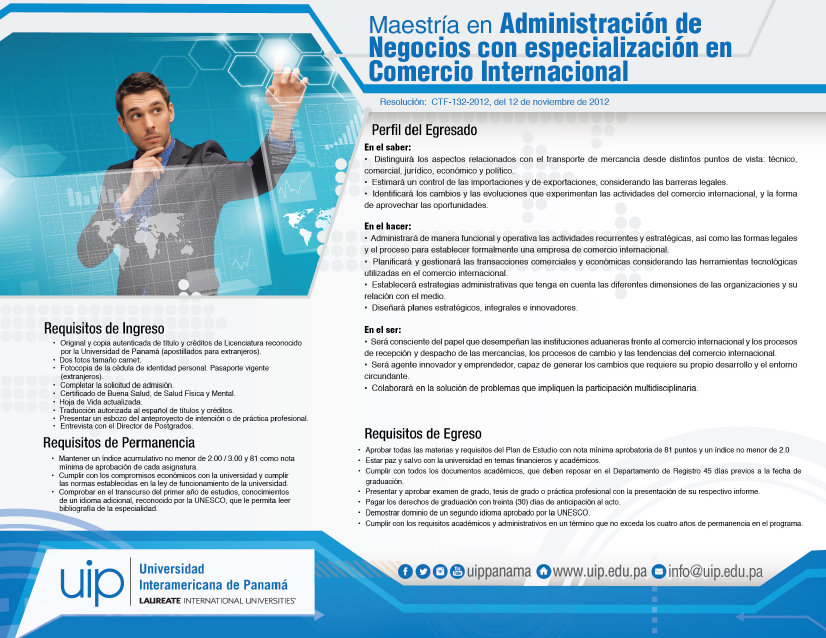 Maestría en Administración de
Negocios con especialización en
Comercio Internacional
Resolución: CTF-132-2012, del 12 de noviembre de 2012
Perfil del Egresado
En el saber:
• Distinguirá los aspectos relacionados con el transporte de mercancía desde distintos puntos de vista: técnico,
comercial, jurídico, económico y político.
• Estimará un control de las importaciones y de exportaciones, considerando las barreras legales.
• Identificará los cambios y las evoluciones que experimentan las actividades del comercio internacional, y la forma
de aprovechar las oportunidades.
En el hacer:
• Administrará de manera funcional y operativa las actividades recurrentes y estratégicas, así como las formas legales
y el proceso para establecer formalmente una empresa de comercio internacional.
• Planificará y gestionará las transacciones comerciales y económicas considerando las herramientas tecnológicas
utilizadas en el comercio internacional.
• Establecerá estrategias administrativas que tenga en cuenta las diferentes dimensiones de las organizaciones y su
relación con el medio.
• Diseñará planes estratégicos, integrales e innovadores.
En el ser:
• Será consciente del papel que desempeñan las instituciones aduaneras frente al comercio internacional y los procesos
de recepción y despacho de las mercancías, los procesos de cambio y las tendencias del comercio internacional.
• Será agente innovador y emprendedor, capaz de generar los cambios que requiere su propio desarrollo y el entorno
circundante.
• Colaborará en la solución de problemas que impliquen la participación multidisciplinaria.
Requisitos de Ingreso
• Original y copia autenticada de título y créditos de Licenciatura reconocido
por la Universidad de Panamá (apostillados para extranjeros).
• Dos fotos tamaño carnet.
• Fotocopia de la cédula de identidad personal. Pasaporte vigente
(extranjeros).
• Completar la solicitud de admisión.
• Certificado de Buena Salud, de Salud Física y Mental.
• Hoja de Vida actualizada.
• Traducción autorizada al español de títulos y créditos.
• Presentar un esbozo del anteproyecto de intención o de práctica profesional.
• Entrevista con el Director de Postgrados.
Requisitos de Permanencia
• Mantener un índice acumulativo no menor de 2.00 / 3.00 y 81 como nota
mínima de aprobación de cada asignatura.
• Cumplir con los compromisos económicos con la universidad y cumplir
las normas establecidas en la ley de funcionamiento de la universidad.
• Comprobar en el transcurso del primer año de estudios, conocimientos
de un idioma adicional, reconocido por la UNESCO, que le permita leer
bibliografía de la especialidad.
Requisitos de Egreso
• Aprobar todas las materias y requisitos del Plan de Estudio con nota mínima aprobatoria de 81 puntos y un índice no menor de 2.0
• Estar paz y salvo con la universidad en temas financieros y académicos.
• Cumplir con todos los documentos académicos, que deben reposar en el Departamento de Registro 45 días previos a la fecha de
graduación.
• Presentar y aprobar examen de grado, tesis de grado o práctica profesional con la presentación de su respectivo informe.
• Pagar los derechos de graduación con treinta (30) días de anticipación al acto.
• Demostrar dominio de un segundo idioma aprobado por la UNESCO.
• Cumplir con los requisitos académicos y administrativos en un término que no exceda los cuatro años de permanencia en el programa.
uip
Universidad
Interamericana de Panamá
LAUREATE INTERNATIONAL UNIVERSITIES®
uippanama www.uip.edu.pa info@uip.edu.pa